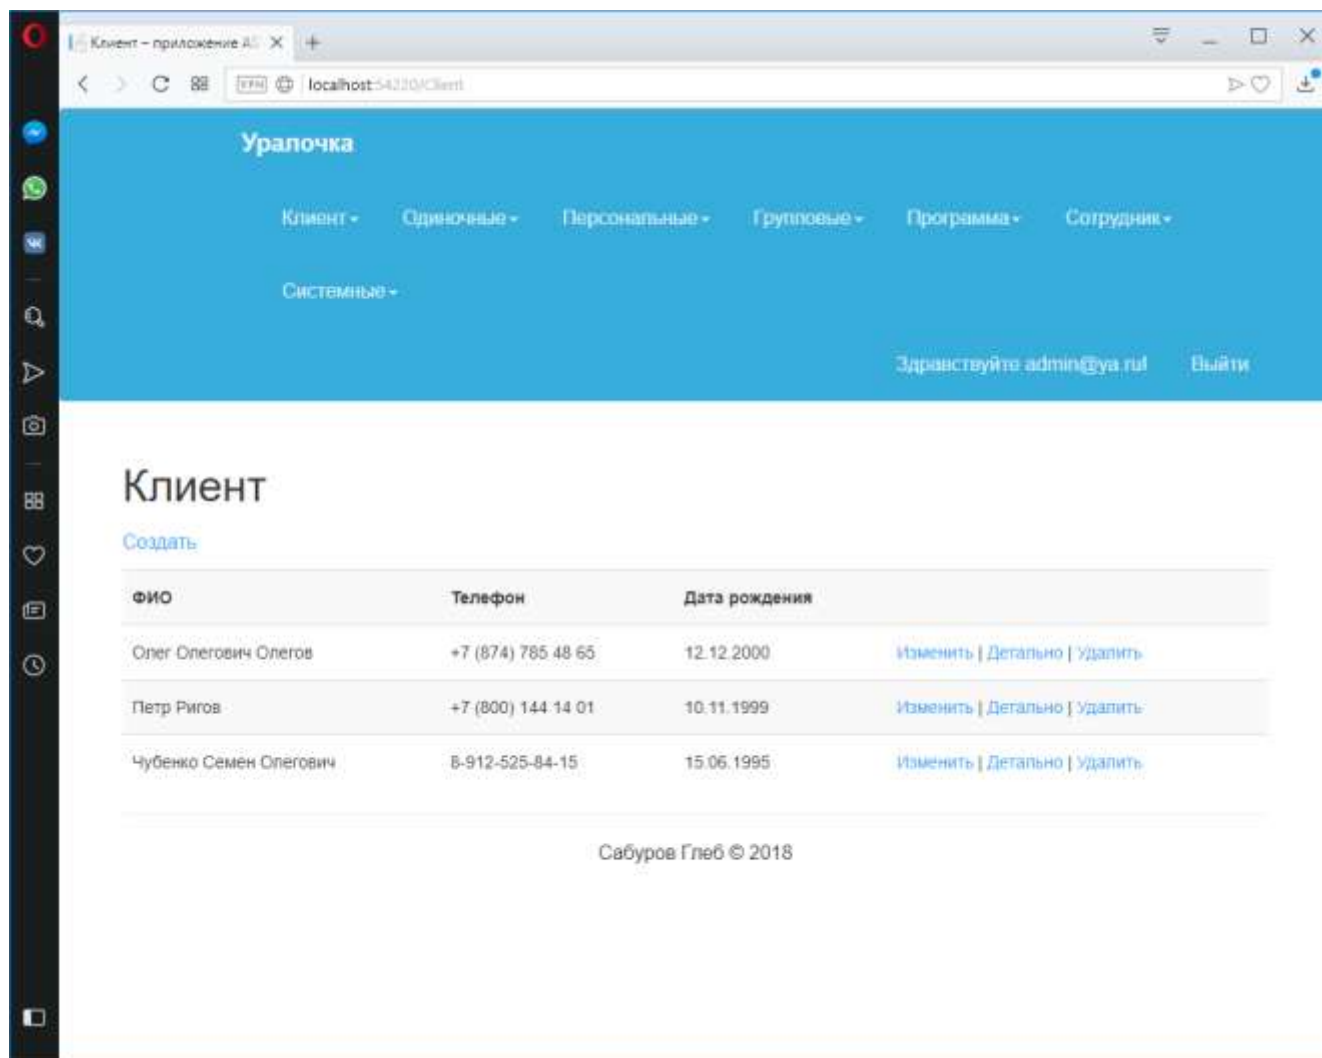 Клиент – приложение AS
localhost:54220/Client
Уралочка
Клиент Одиночные Персональные Групповые Программа Сотрудник
Системные
Здравствуйте admin@ya.ru! Выйти
Клиент
Создать
ФИО Телефон Дата рождения
Олег Олегович Олегов +7 (874) 785 48 65 12.12.2000 Изменить | Детально | Удалить
Петр Ригов +7 (800) 144 14 01 10.11.1999 Изменить | Детально | Удалить
Чубенко Семен Олегович 8-912-525-84-15 15.06.1995 Изменить | Детально | Удалить
Сабуров Глеб © 2018